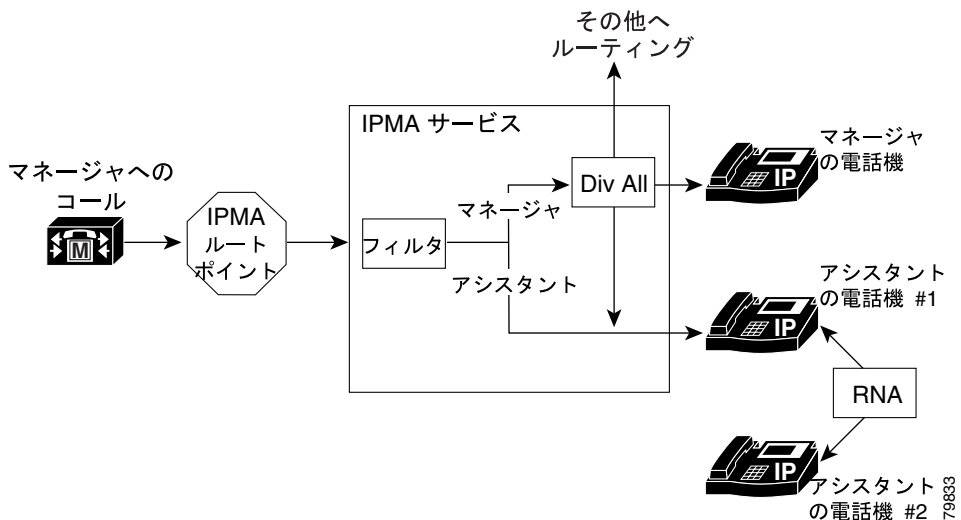 その他へ
ルーティング
IPMA サービス
マネージャへの
コール
M
IPMA
ルート
ポイント
フィルタ
マネージャ
アシスタント
Div All
マネージャ
の電話機
IP
アシスタント
の電話機 #1
IP
RNA
IP
アシスタント
の電話機 #2
79833